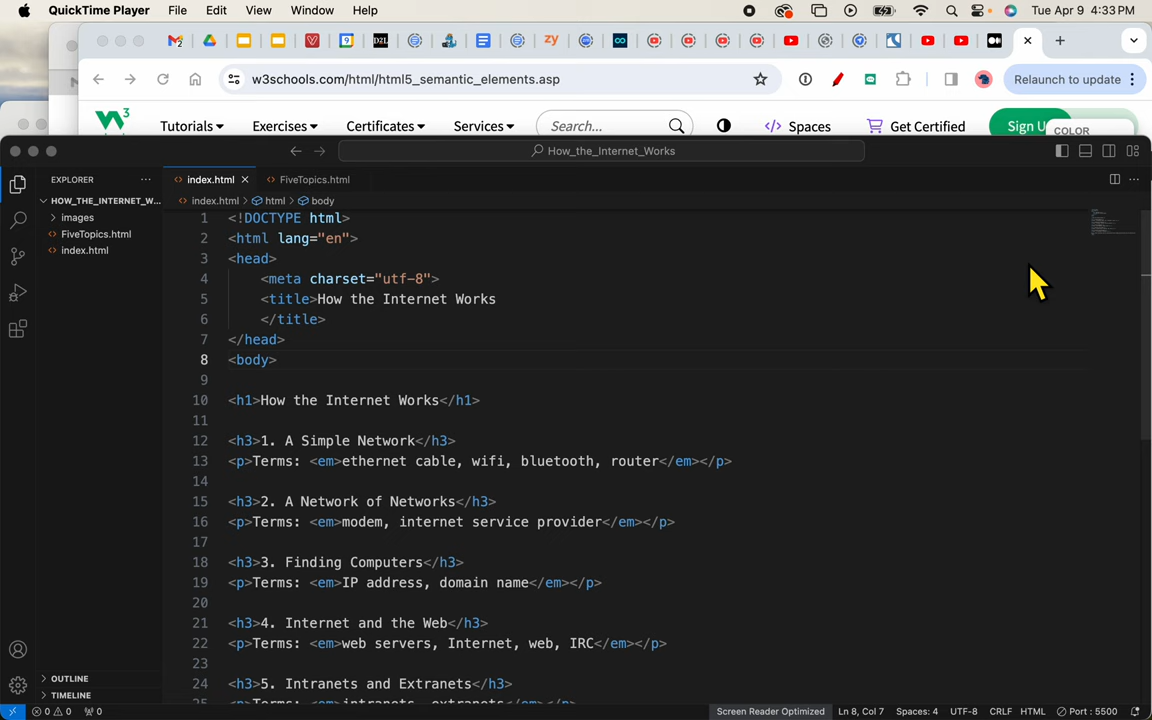 QuickTime Player File Edit View Window Help Tue Apr 9 4:33 PM
w3schools.com/html/html5_semantic_elements.asp Relaunch to update
Tutorials Exercises Certificates Services Search... Spaces Get Certified Sign U
COLOR
How_the_Internet_Works
EXPLORER index.html FiveTopics.html
HOW_THE_INTERNET_W... index.html > html > body
images
FiveTopics.html
index.html
1 <!DOCTYPE html>
2 <html lang="en">
3 <head>
4 <meta charset="utf-8">
5 <title>How the Internet Works
6 </title>
7 </head>
8 <body>
9
10 <h1>How the Internet Works</h1>
11
12 <h3>1. A Simple Network</h3>
13 <p>Terms: <em>ethernet cable, wifi, bluetooth, router</em></p>
14
15 <h3>2. A Network of Networks</h3>
16 <p>Terms: <em>modem, internet service provider</em></p>
17
18 <h3>3. Finding Computers</h3>
19 <p>Terms: <em>IP address, domain name</em></p>
20
21 <h3>4. Internet and the Web</h3>
22 <p>Terms: <em>web servers, Internet, web, IRC</em></p>
23
24 <h3>5. Intranets and Extranets</h3>
25 <p>Terms: <em>intranets, extranets</em></p>
OUTLINE
TIMELINE
0 0 0 Screen Reader Optimized Ln 8, Col 7 Spaces: 4 UTF-8 CRLF HTML Port : 5500